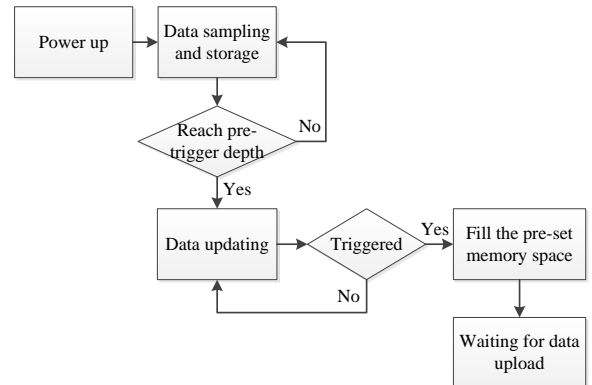 Power up
Data sampling
and storage
Reach pre-
trigger depth
No
Yes
Data updating
Triggered
Yes
No
Fill the pre-set
memory space
Waiting for data
upload